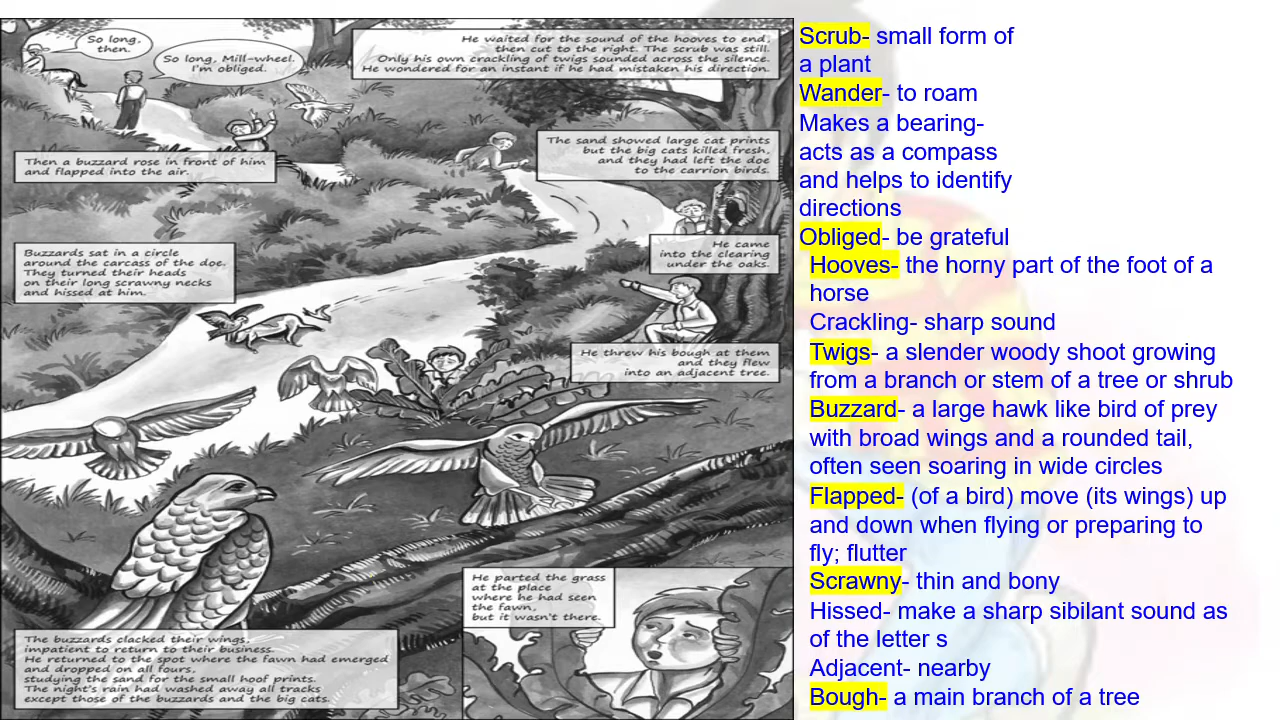 So long,
then.
So long, Mill-wheel.
I'm obliged.
He waited for the sound of the hooves to end,
then cut to the right. The scrub was still.
Only his own crackling of twigs sounded across the silence.
He wondered for an instant if he had mistaken his direction.
Then a buzzard rose in front of him
and flapped into the air.
The sand showed large cat prints
but the big cats killed fresh,
and they had left the doe
to the carrion birds.
He came
into the clearing
under the oaks.
Buzzards sat in a circle
around the carcass of the doe.
They turned their heads
on their long scrawny necks
and hissed at him.
He threw his bough at them
and they flew
into an adjacent tree.
The buzzards clacked their wings,
impatient to return to their business.
He returned to the spot where the fawn had emerged
and dropped on all fours,
studying the sand for the small hoof prints.
The night's rain had washed away all tracks
except those of the buzzards and the big cats.
He parted the grass
at the place
where he had seen
the fawn,
but it wasn't there.
Scrub- small form of
a plant
Wander- to roam
Makes a bearing-
acts as a compass
and helps to identify
directions
Obliged- be grateful
Hooves- the horny part of the foot of a
horse
Crackling- sharp sound
Twigs- a slender woody shoot growing
from a branch or stem of a tree or shrub
Buzzard- a large hawk like bird of prey
with broad wings and a rounded tail,
often seen soaring in wide circles
Flapped- (of a bird) move (its wings) up
and down when flying or preparing to
fly; flutter
Scrawny- thin and bony
Hissed- make a sharp sibilant sound as
of the letter s
Adjacent- nearby
Bough- a main branch of a tree